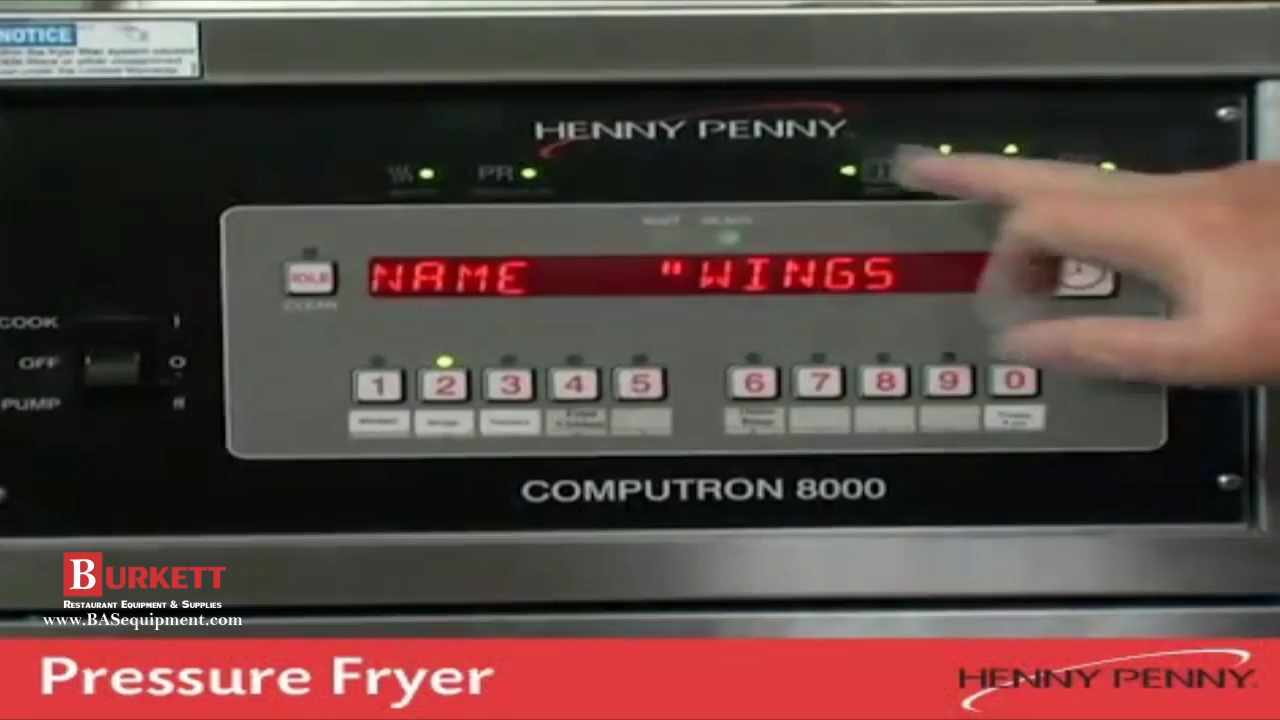 NOTICE
HENNY PENNY
PR
IDLE
CLEAN
NAME "WINGS
COOK I
OFF O
PUMP II
1 2 3 4 5 6 7 8 9 0
COMPUTRON 8000
BURKETT
RESTAURANT EQUIPMENT & SUPPLIES
www.BASequipment.com
Pressure Fryer
HENNY PENNY